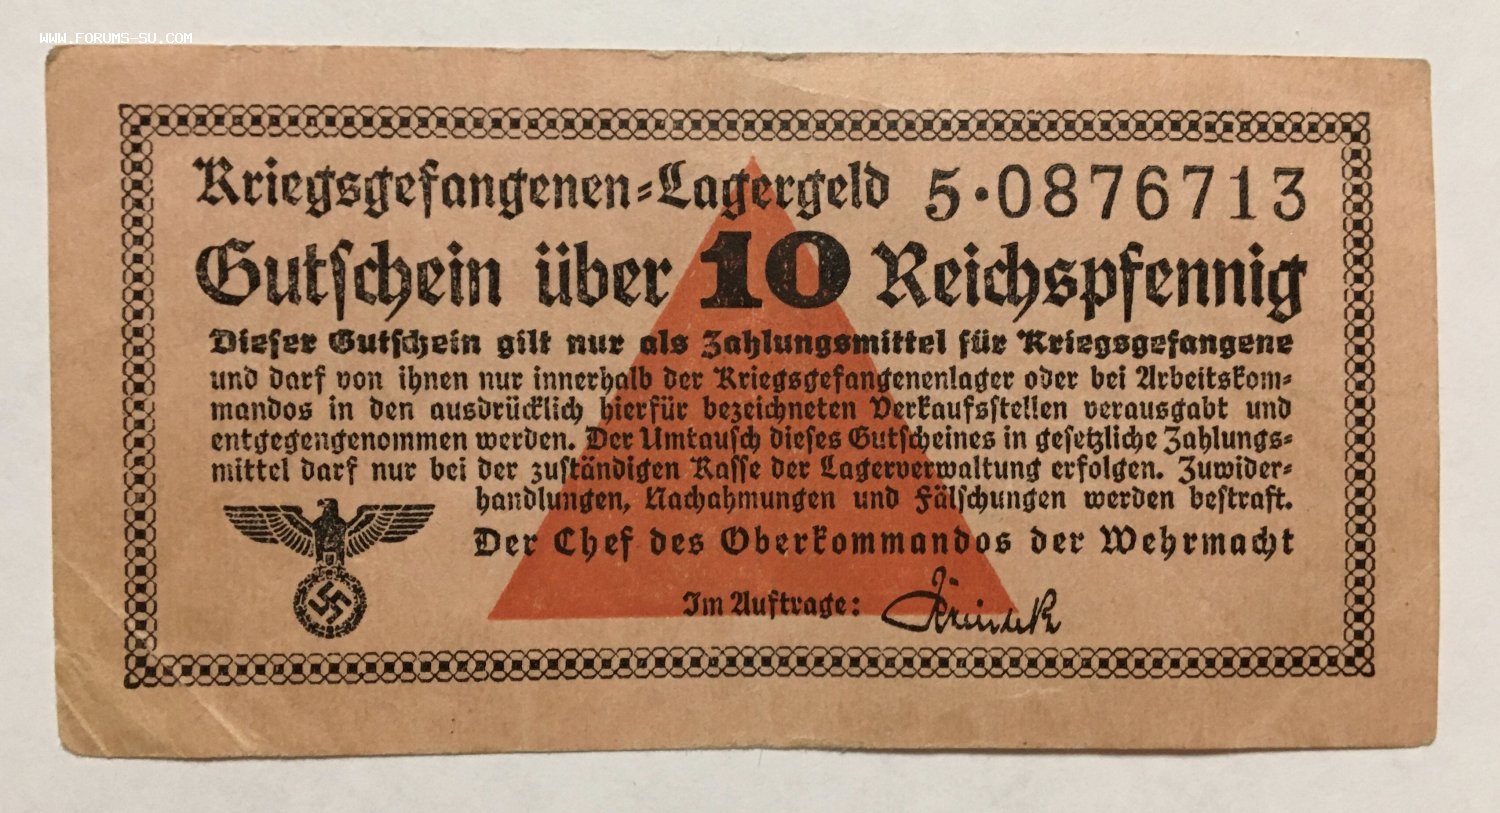 www.forums-su.com
Kriegsgefangenen=Lagergeld 5·0876713
Gutschein über 10 Reichspfennig
Dieser Gutschein gilt nur als Zahlungsmittel für Kriegsgefangene
und darf von ihnen nur innerhalb der Kriegsgefangenenlager oder bei Arbeitskom=
mandos in den ausdrücklich hierfür bezeichneten Verkaufsstellen verausgabt und
entgegengenommen werden. Der Umtausch dieses Gutscheines in gesetzliche Zahlungs=
mittel darf nur bei der zuständigen Kasse der Lagerverwaltung erfolgen. Zuwider=
handlungen, Nachahmungen und Fälschungen werden bestraft.
Der Chef des Oberkommandos der Wehrmacht
Im Auftrage: